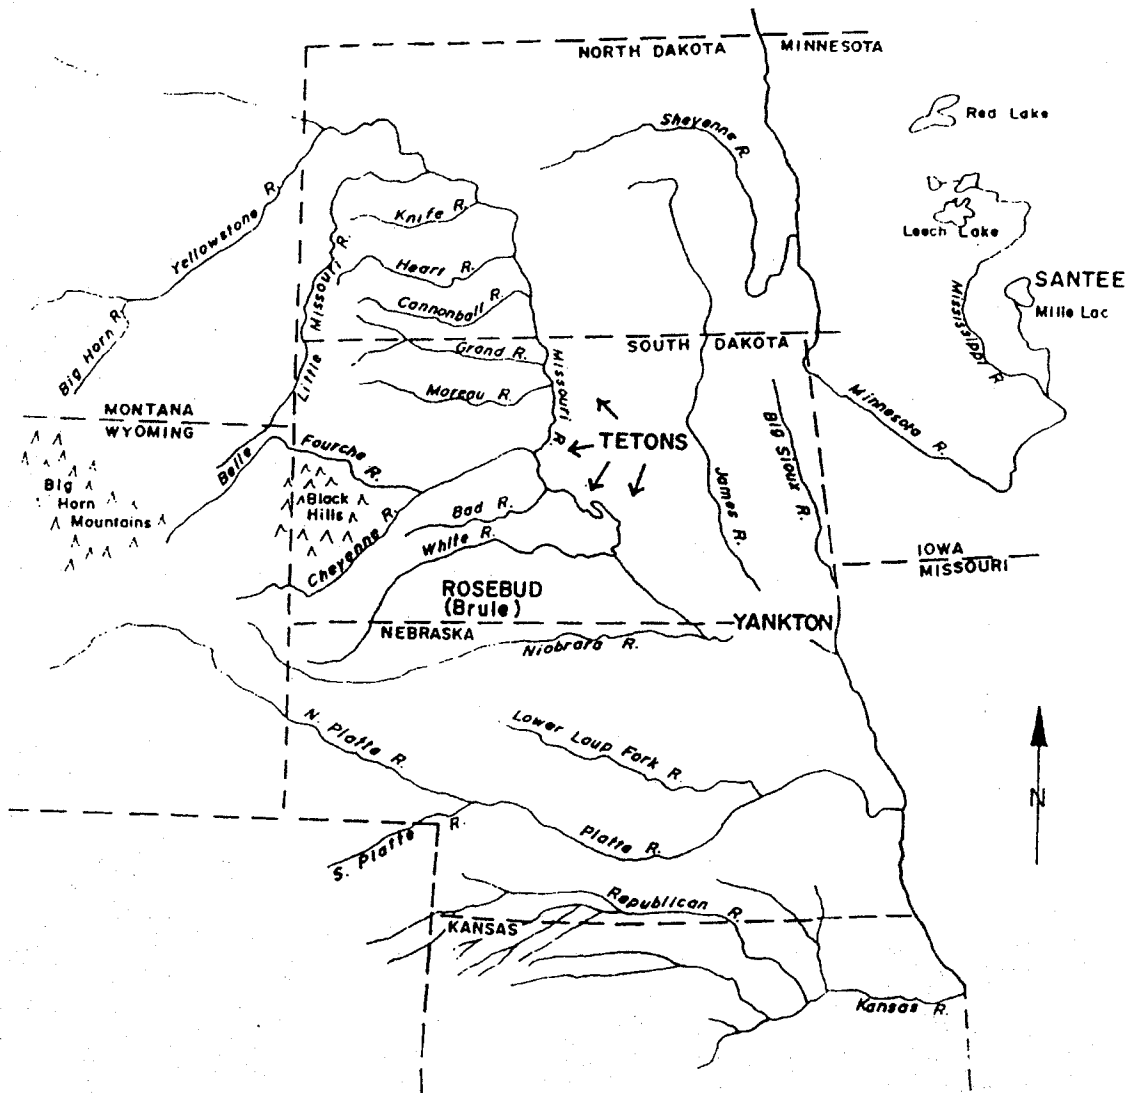 NORTH DAKOTA
MINNESOTA
Red Lake
Sheyenne R.
Yellowstone R.
Knife R.
Leech Lake
Little Missouri R.
Heart R.
Mississippi R.
SANTEE
Mille Lac
Cannonball R.
Big Horn R.
Grand R.
SOUTH DAKOTA
Missouri R.
Moreau R.
Minnesota R.
MONTANA
WYOMING
TETONS
Big Sioux R.
Belle Fourche R.
Big
Horn
Mountains
Black
Hills
Bad R.
James R.
White R.
Cheyenne R.
IOWA
MISSOURI
ROSEBUD
(Brule)
YANKTON
NEBRASKA
Niobrara R.
N. Platte R.
Lower Loup Fork R.
N
S. Platte R.
Platte R.
Republican R.
KANSAS
Kansas R.